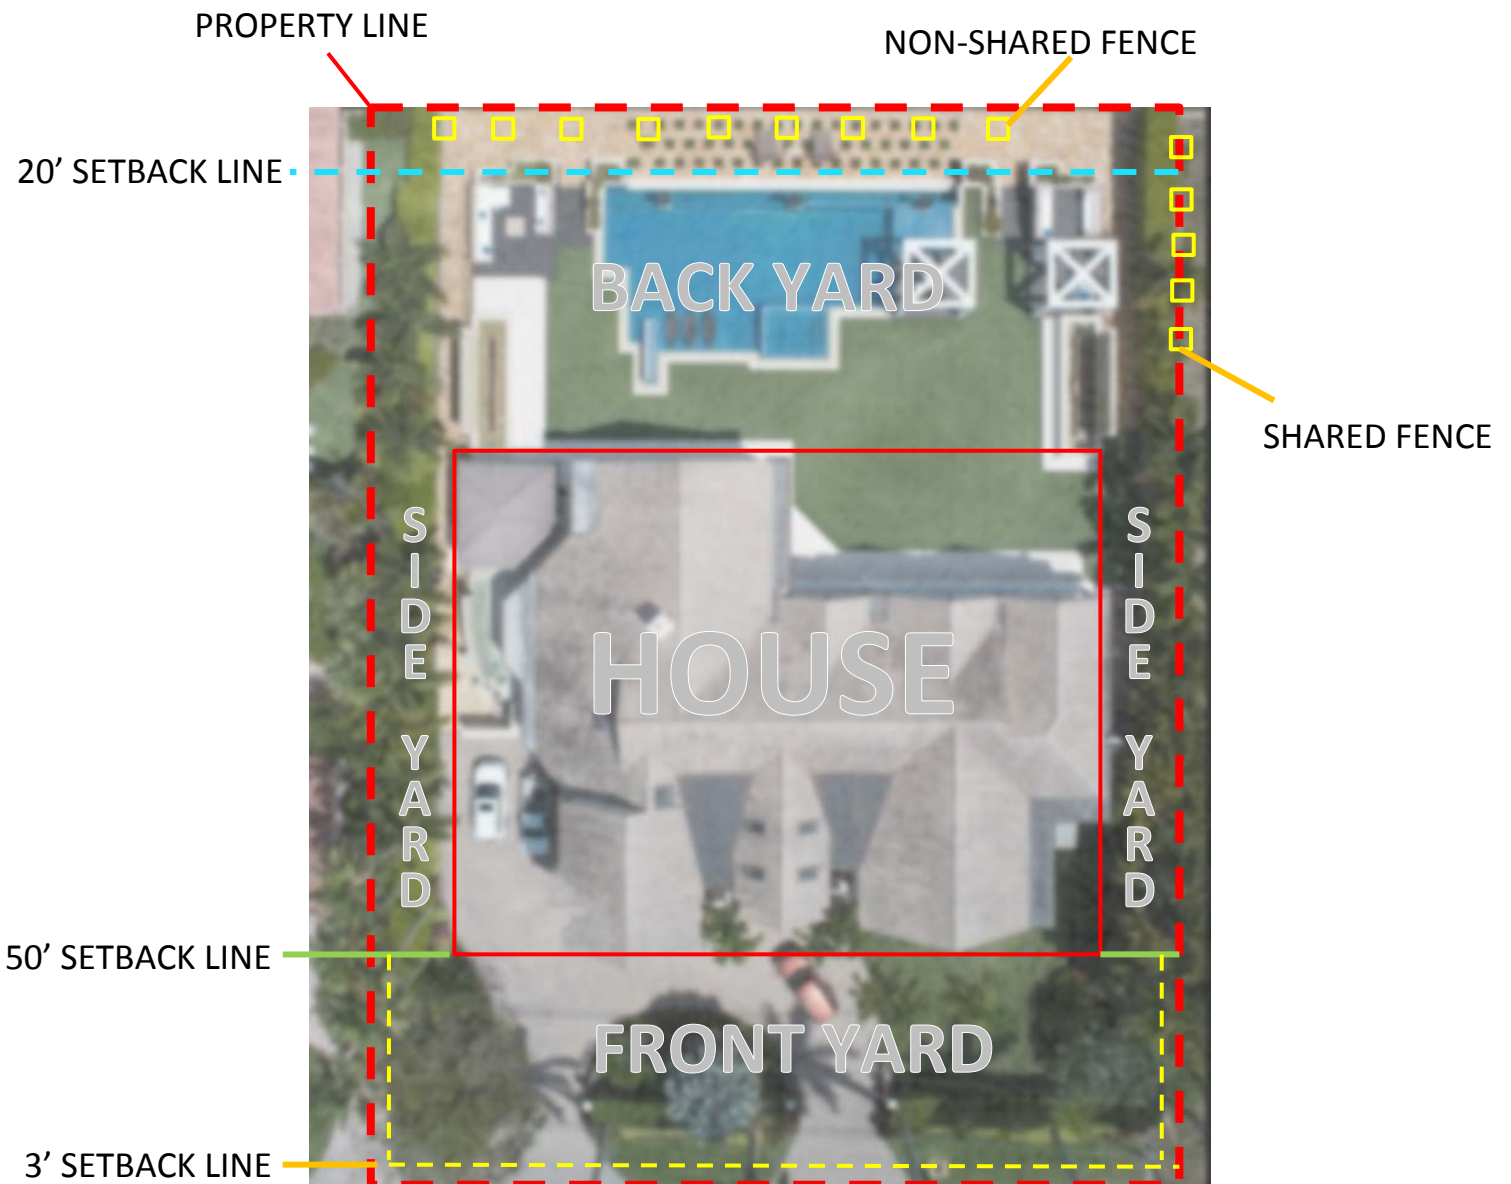 PROPERTY LINE
NON-SHARED FENCE
20’ SETBACK LINE
BACK YARD
SHARED FENCE
SIDE YARD
SIDE YARD
HOUSE
50’ SETBACK LINE
FRONT YARD
3’ SETBACK LINE